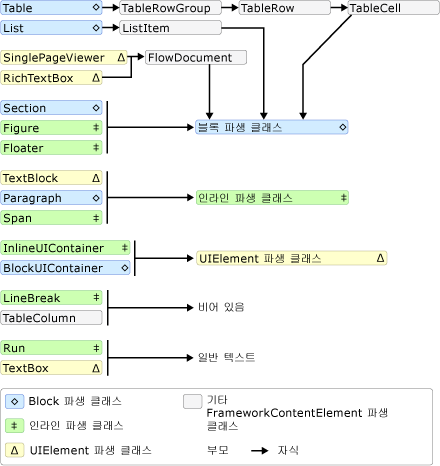 Table ◇ TableRowGroup TableRow TableCell
List ◇ ListItem
SinglePageViewer Δ FlowDocument
RichTextBox Δ
Section ◇
Figure ⯒ 블록 파생 클래스 ◇
Floater ⯒
TextBlock Δ
Paragraph ◇ 인라인 파생 클래스 ⯒
Span ⯒
InlineUIContainer ⯒
UIElement 파생 클래스 Δ
BlockUIContainer ◇
LineBreak ⯒
비어 있음
TableColumn
Run ⯒
일반 텍스트
TextBox Δ
◇ Block 파생 클래스
⯒ 인라인 파생 클래스
Δ UIElement 파생 클래스
기타
FrameworkContentElement 파생
클래스
부모 자식